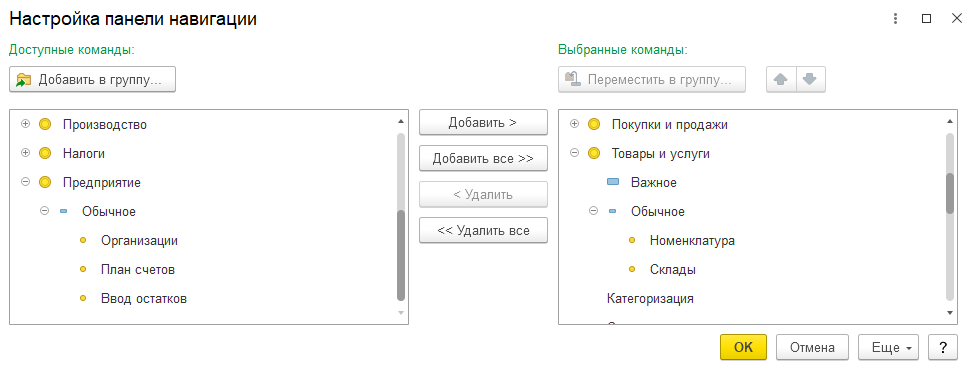 Настройка панели навигации
Доступные команды:
Добавить в группу...
Производство
Налоги
Предприятие
Обычное
Организации
План счетов
Ввод остатков
Добавить >
Добавить все >>
< Удалить
<< Удалить все
Выбранные команды:
Переместить в группу...
Покупки и продажи
Товары и услуги
Важное
Обычное
Номенклатура
Склады
Категоризация
OK
Отмена
Еще
?